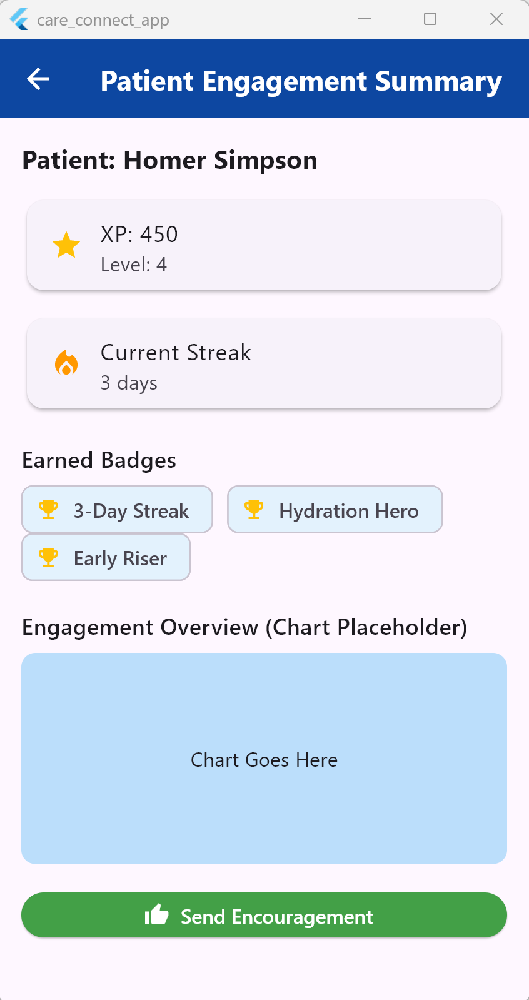 care_connect_app
Patient Engagement Summary
Patient: Homer Simpson
XP: 450
Level: 4
Current Streak
3 days
Earned Badges
3-Day Streak
Hydration Hero
Early Riser
Engagement Overview (Chart Placeholder)
Chart Goes Here
Send Encouragement